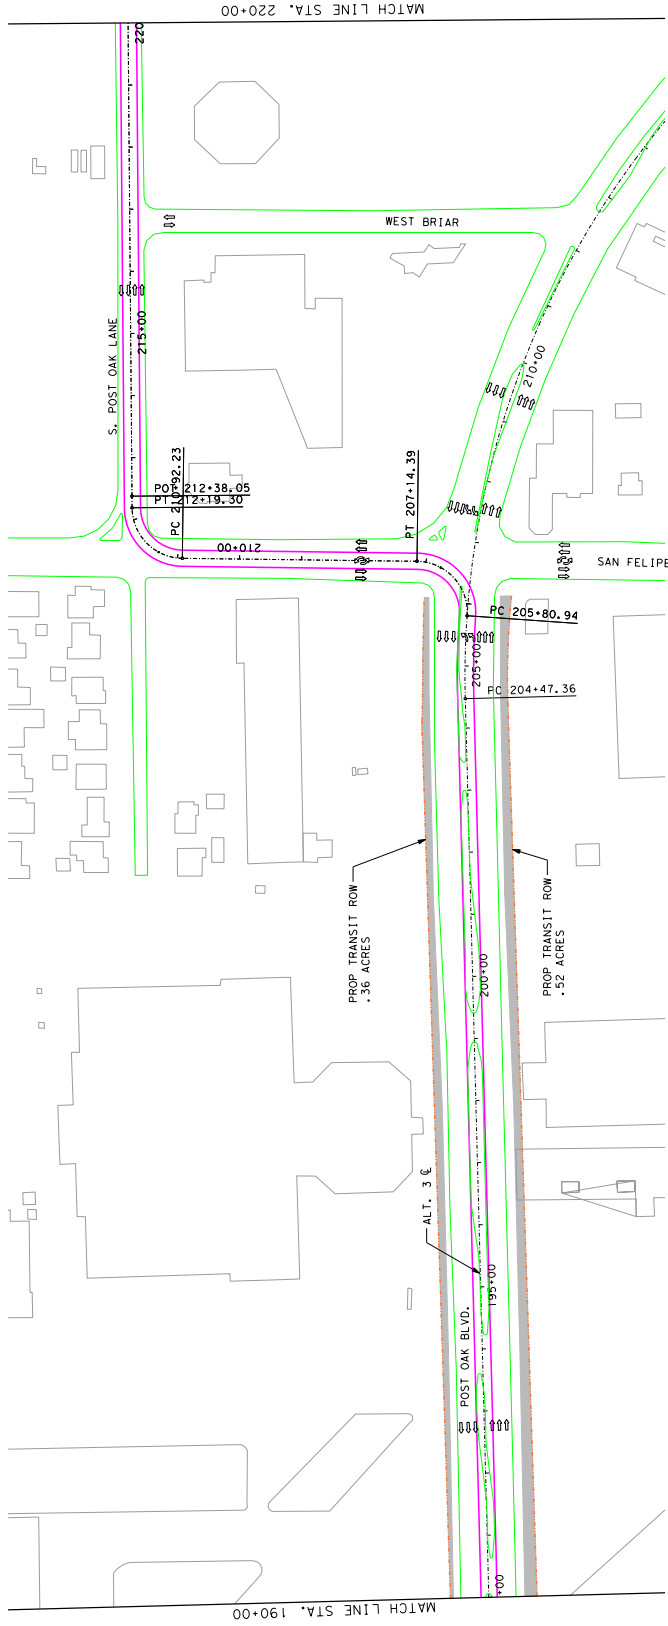 MATCH LINE STA. 220+00
220
WEST BRIAR
S. POST OAK LANE
215+00
210+00
PC 210+92.23
POT 212+38.05
PT 212+19.30
PT 207+14.39
210+00
SAN FELIPE
PC 205+80.94
205+00
PC 204+47.36
PROP TRANSIT ROW
.36 ACRES
PROP TRANSIT ROW
.52 ACRES
200+00
ALT. 3 ℄
195+00
POST OAK BLVD.
+00
MATCH LINE STA. 190+00